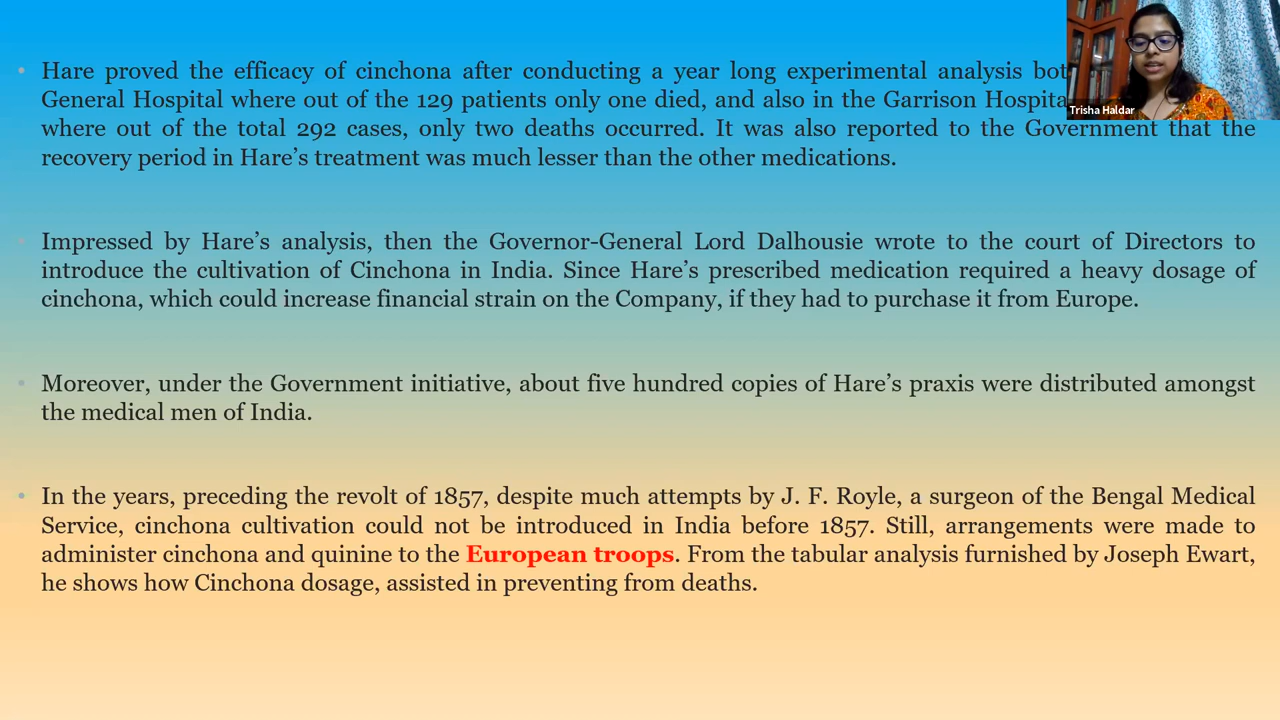 Hare proved the efficacy of cinchona after conducting a year long experimental analysis
General Hospital where out of the 129 patients only one died, and also in the Garrison
where out of the total 292 cases, only two deaths occurred. It was also reported to the Government that the
recovery period in Hare’s treatment was much lesser than the other medications.
Impressed by Hare’s analysis, then the Governor-General Lord Dalhousie wrote to the court of Directors to
introduce the cultivation of Cinchona in India. Since Hare’s prescribed medication required a heavy dosage of
cinchona, which could increase financial strain on the Company, if they had to purchase it from Europe.
Moreover, under the Government initiative, about five hundred copies of Hare’s praxis were distributed amongst
the medical men of India.
In the years, preceding the revolt of 1857, despite much attempts by J. F. Royle, a surgeon of the Bengal Medical
Service, cinchona cultivation could not be introduced in India before 1857. Still, arrangements were made to
administer cinchona and quinine to the European troops. From the tabular analysis furnished by Joseph Ewart,
he shows how Cinchona dosage, assisted in preventing from deaths.
Trisha Haldar